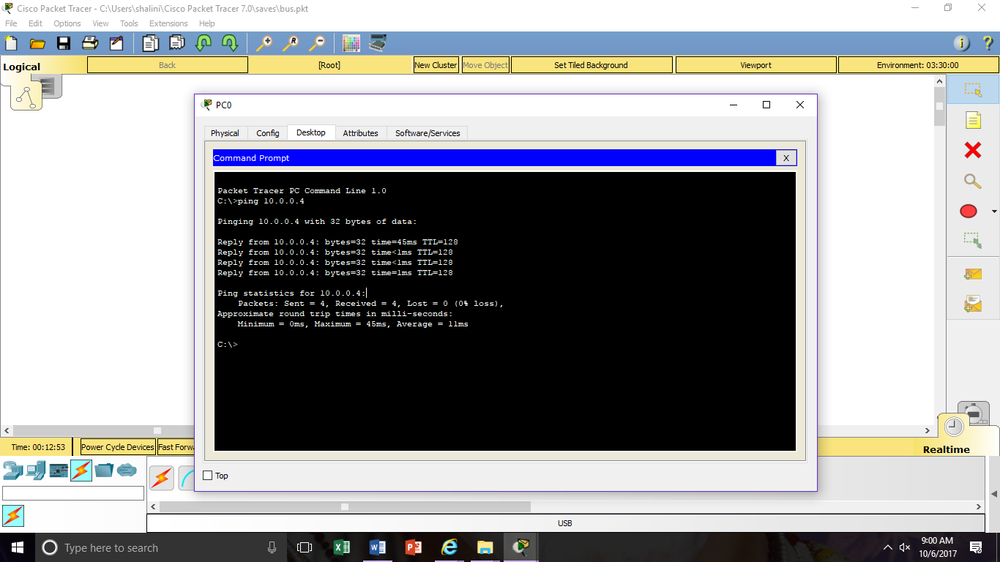 Cisco Packet Tracer - C:\Users\shalini\Cisco Packet Tracer 7.0\saves\bus.pkt
File Edit Options View Tools Extensions Help
Logical Back [Root] New Cluster Move Object Set Tiled Background Viewport Environment: 03:30:00
PC0
Physical Config Desktop Attributes Software/Services
Command Prompt X
Packet Tracer PC Command Line 1.0
C:\>ping 10.0.0.4
Pinging 10.0.0.4 with 32 bytes of data:
Reply from 10.0.0.4: bytes=32 time=45ms TTL=128
Reply from 10.0.0.4: bytes=32 time<1ms TTL=128
Reply from 10.0.0.4: bytes=32 time<1ms TTL=128
Reply from 10.0.0.4: bytes=32 time=1ms TTL=128
Ping statistics for 10.0.0.4:
Packets: Sent = 4, Received = 4, Lost = 0 (0% loss),
Approximate round trip times in milli-seconds:
Minimum = 0ms, Maximum = 45ms, Average = 11ms
C:\>
Time: 00:12:53 Power Cycle Devices Fast Forwa
Realtime
Top
USB
Type here to search
9:00 AM
10/6/2017